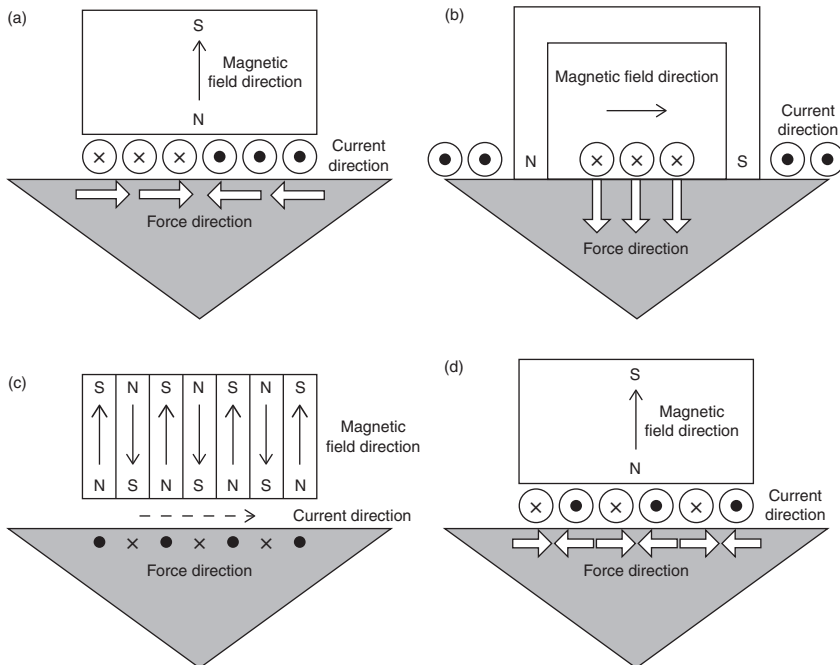 (a)
S
Magnetic
field direction
N
Current
direction
× × × • • •
Force direction
(b)
Magnetic field direction
Current
direction
• • N × × × S • •
Force direction
(c)
S N S N S N S
Magnetic
field direction
N S N S N S N
Current direction
• × • × • × •
Force direction
(d)
S
Magnetic
field direction
N
Current
direction
× • × • × •
Force direction